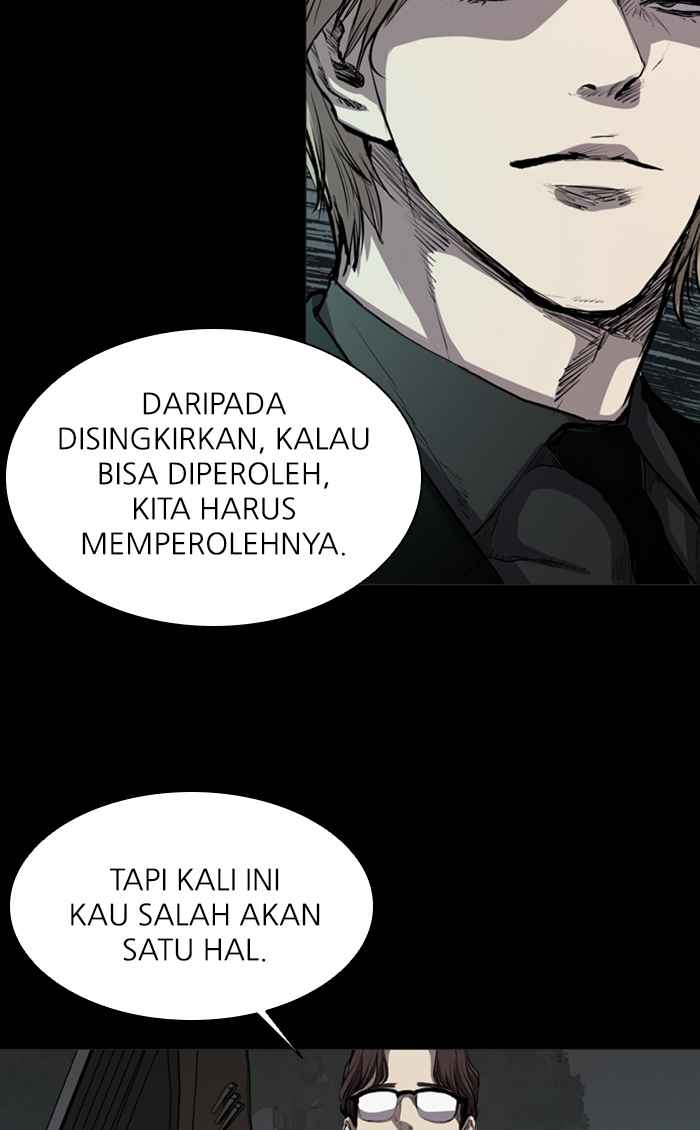 DARIPADA
DISINGKIRKAN, KALAU
BISA DIPEROLEH,
KITA HARUS
MEMPEROLEHNYA.
TAPI KALI INI
KAU SALAH AKAN
SATU HAL.